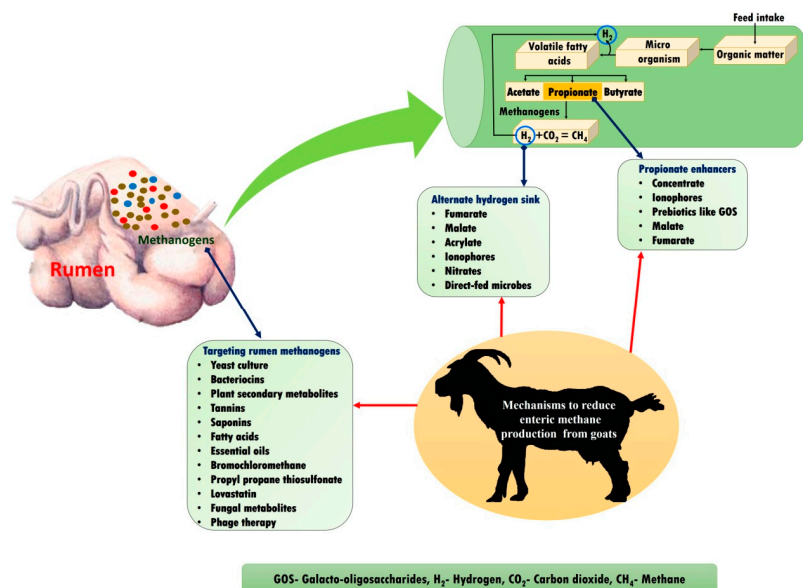 Feed intake
H2
Volatile fatty
acids
Micro
organism
Organic matter
Acetate Propionate Butyrate
Methanogens
H2 +CO2 = CH4
Methanogens
Rumen
Alternate hydrogen sink
• Fumarate
• Malate
• Acrylate
• Ionophores
• Nitrates
• Direct-fed microbes
Propionate enhancers
• Concentrate
• Ionophores
• Prebiotics like GOS
• Malate
• Fumarate
Targeting rumen methanogens
• Yeast culture
• Bacteriocins
• Plant secondary metabolites
• Tannins
• Saponins
• Fatty acids
• Essential oils
• Bromochloromethane
• Propyl propane thiosulfonate
• Lovastatin
• Fungal metabolites
• Phage therapy
Mechanisms to reduce
enteric methane
production from goats
GOS- Galacto-oligosaccharides, H2- Hydrogen, CO2- Carbon dioxide, CH4- Methane